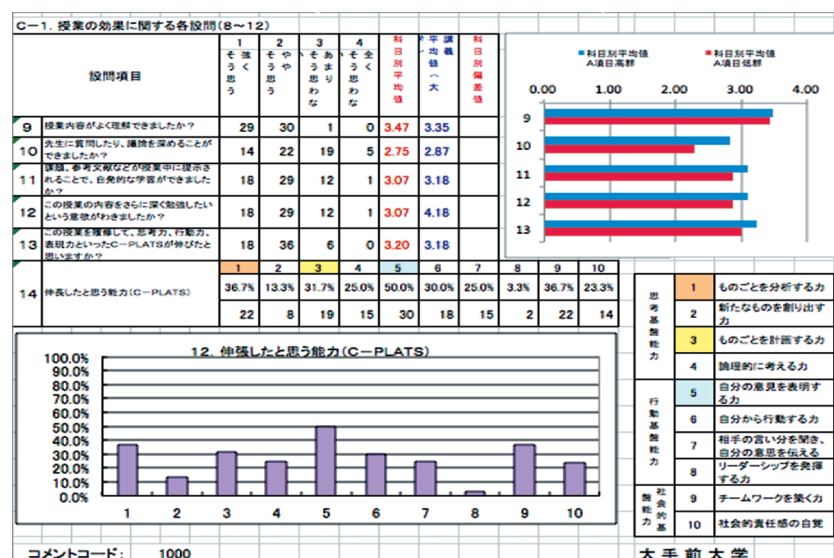 C－1. 授業の効果に関する各設問(8～12)
設問項目
1 2 3 4
強くそう思う
ややそう思う
あまりそう思わな
全くそう思わな
科目別平均値
講義平均値(大
科目別偏差値
9 授業内容がよく理解できましたか？ 29 30 1 0 3.47 3.35
10 先生に質問したり、議論を深めることが
できましたか？ 14 22 19 5 2.75 2.87
11 課題、参考文献などが授業中に提示さ
れることで、自発的な学習ができました
か？ 18 29 12 1 3.07 3.18
12 この授業の内容をさらに深く勉強したい
という意欲がわきましたか？ 18 29 12 1 3.07 4.18
13 この授業を履修して、思考力、行動力、
表現力といったC－PLATSが伸びたと
思いますか？ 18 36 6 0 3.20 3.18
14 伸長したと思う能力(C－PLATS)
1 2 3 4 5 6 7 8 9 10
36.7% 13.3% 31.7% 25.0% 50.0% 30.0% 25.0% 3.3% 36.7% 23.3%
22 8 19 15 30 18 15 2 22 14
科目別平均値
A項目高群
科目別平均値
A項目低群
0.00 1.00 2.00 3.00 4.00
9
10
11
12
13
12. 伸張したと思う能力(C－PLATS)
100.0%
90.0%
80.0%
70.0%
60.0%
50.0%
40.0%
30.0%
20.0%
10.0%
0.0%
1 2 3 4 5 6 7 8 9 10
思考基盤能力
1 ものごとを分析する力
2 新たなものを創り出す
力
3 ものごとを計画する力
4 論理的に考える力
行動基盤能力
5 自分の意見を表明す
る力
6 自分から行動する力
7 相手の言い分を聞き、
自分の意思を伝える
8 リーダーシップを発揮
する力
社会的基盤能力
9 チームワークを築く力
10 社会的責任感の自覚
コメントコード： 1000
大手前大学